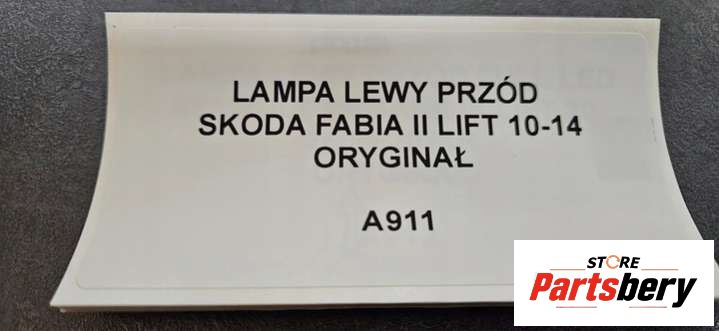 LAMPA LEWY PRZÓD
SKODA FABIA II LIFT 10-14
ORYGINAŁ
A911
STORE
Partsbery